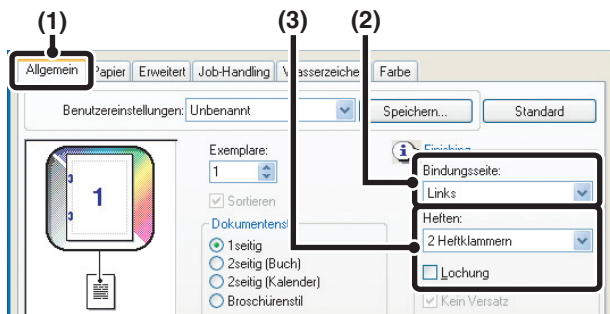 (1) (3) (2)
Allgemein Papier Erweitert Job-Handling Wasserzeiche Farbe
Benutzereinstellungen: Unbenannt Speichern... Standard
Exemplare: Finishing
1 Bindungsseite:
Sortieren Links
Dokumentenst Heften:
1seitig 2 Heftklammern
2seitig (Buch)
2seitig (Kalender) Lochung
Broschürenstil Kein Versatz
1